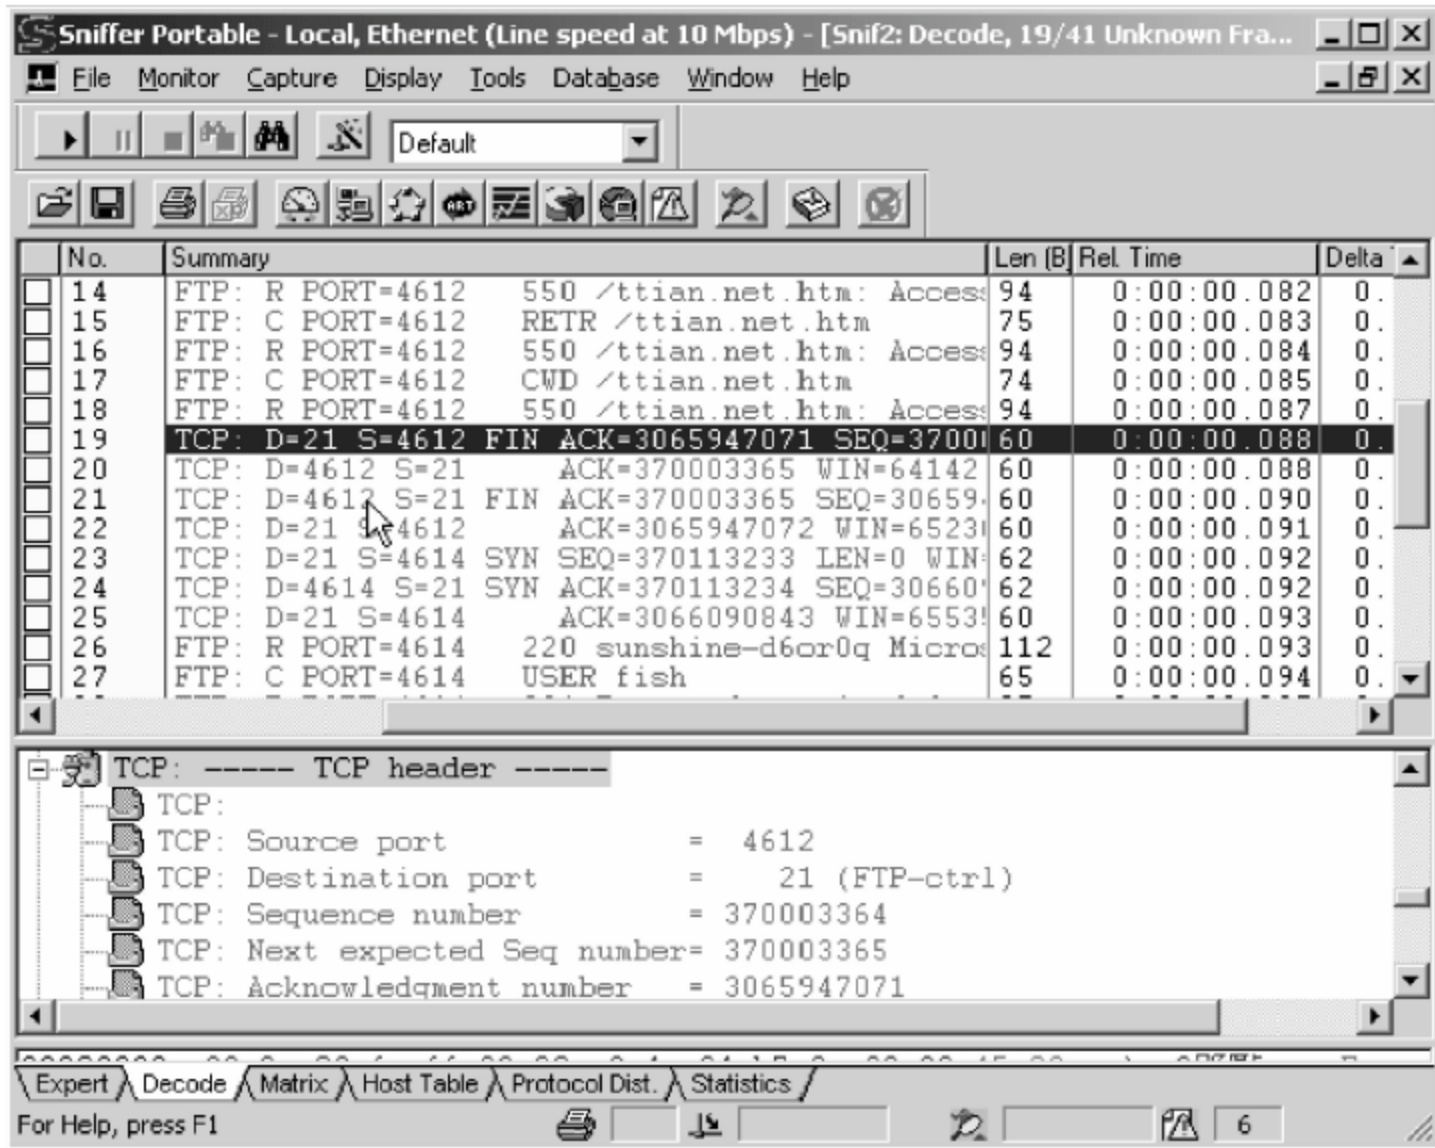 Sniffer Portable - Local, Ethernet (Line speed at 10 Mbps) - [Snif2: Decode, 19/41 Unknown Fra...
File Monitor Capture Display Tools Database Window Help
Default
No. Summary Len (B Rel. Time Delta
14 FTP: R PORT=4612 550 /ttian.net.htm: Access 94 0:00:00.082 0.
15 FTP: C PORT=4612 RETR /ttian.net.htm 75 0:00:00.083 0.
16 FTP: R PORT=4612 550 /ttian.net.htm: Access 94 0:00:00.084 0.
17 FTP: C PORT=4612 CWD /ttian.net.htm 74 0:00:00.085 0.
18 FTP: R PORT=4612 550 /ttian.net.htm: Access 94 0:00:00.087 0.
19 TCP: D=21 S=4612 FIN ACK=3065947071 SEQ=3700 60 0:00:00.088 0.
20 TCP: D=4612 S=21 ACK=370003365 WIN=64142 60 0:00:00.088 0.
21 TCP: D=4612 S=21 FIN ACK=370003365 SEQ=30659 60 0:00:00.090 0.
22 TCP: D=21 S=4612 ACK=3065947072 WIN=6523 60 0:00:00.091 0.
23 TCP: D=21 S=4614 SYN SEQ=370113233 LEN=0 WIN 62 0:00:00.092 0.
24 TCP: D=4614 S=21 SYN ACK=370113234 SEQ=30660 62 0:00:00.092 0.
25 TCP: D=21 S=4614 ACK=3066090843 WIN=6553 60 0:00:00.093 0.
26 FTP: R PORT=4614 220 sunshine-d6or0q Micros 112 0:00:00.093 0.
27 FTP: C PORT=4614 USER fish 65 0:00:00.094 0.
TCP: ----- TCP header -----
TCP:
TCP: Source port = 4612
TCP: Destination port = 21 (FTP-ctrl)
TCP: Sequence number = 370003364
TCP: Next expected Seq number= 370003365
TCP: Acknowledgment number = 3065947071
Expert Decode Matrix Host Table Protocol Dist. Statistics
For Help, press F1 6